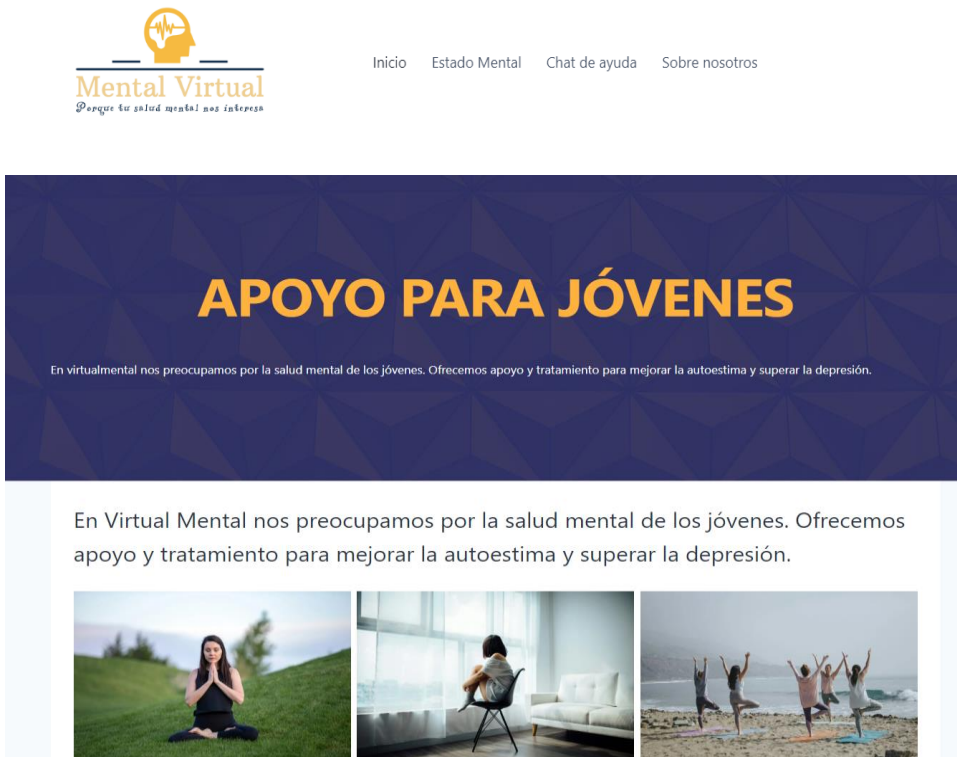 Mental Virtual
Porque tu salud mental nos interesa
Inicio Estado Mental Chat de ayuda Sobre nosotros
APOYO PARA JÓVENES
En virtualmental nos preocupamos por la salud mental de los jóvenes. Ofrecemos apoyo y tratamiento para mejorar la autoestima y superar la depresión.
En Virtual Mental nos preocupamos por la salud mental de los jóvenes. Ofrecemos
apoyo y tratamiento para mejorar la autoestima y superar la depresión.